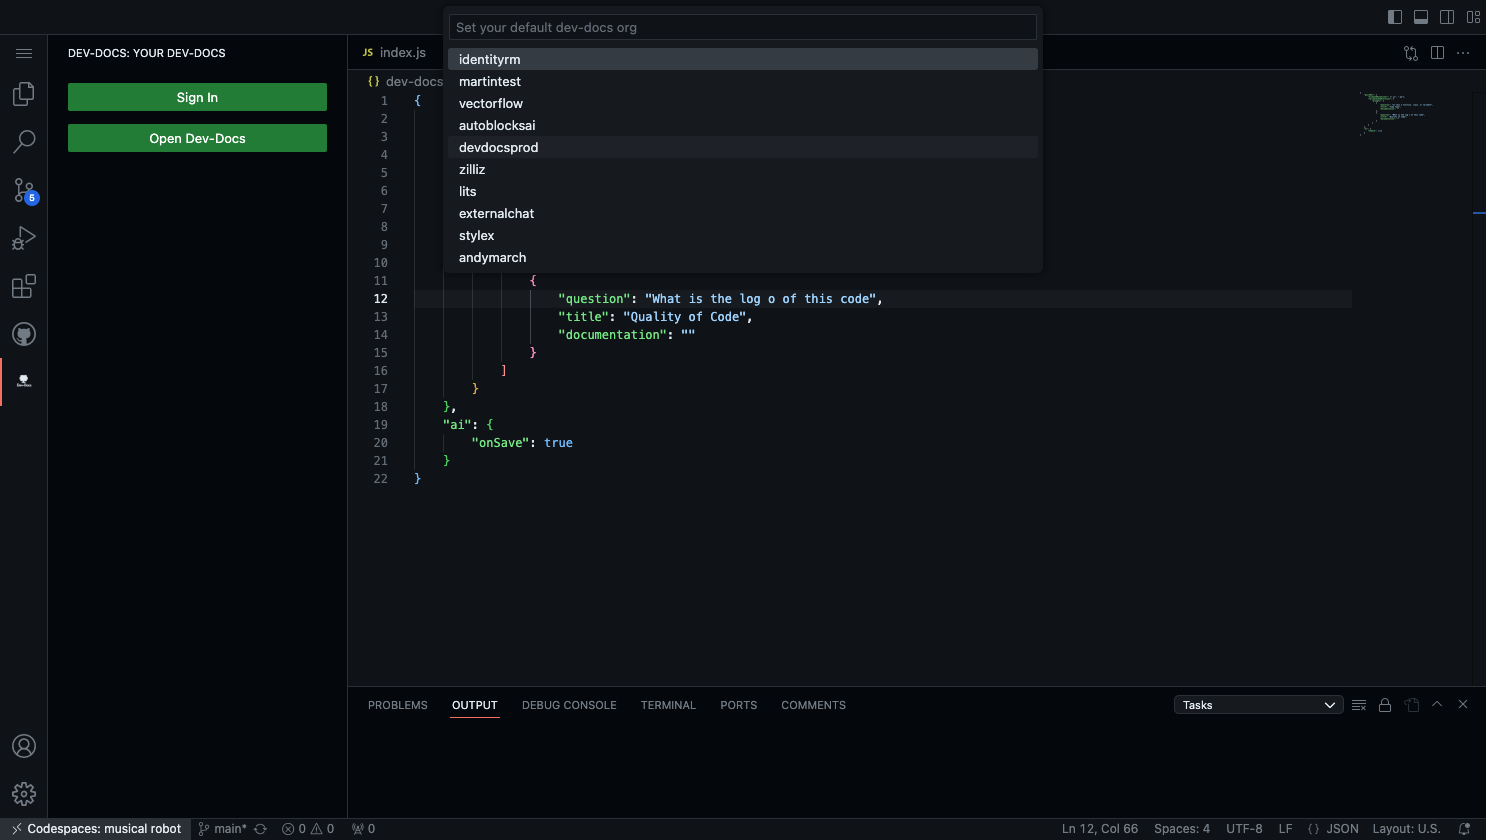 Set your default dev-docs org
identityrm
martintest
vectorflow
autoblocksai
devdocsprod
zilliz
lits
externalchat
stylex
andymarch
DEV-DOCS: YOUR DEV-DOCS
Sign In
Open Dev-Docs
5
Dev-Docs
JS index.js
{} dev-docs
1 {
2
3
4
5
6
7
8
9
10
11 {
12 "question": "What is the log o of this code",
13 "title": "Quality of Code",
14 "documentation": ""
15 }
16 ]
17 }
18 },
19 "ai": {
20 "onSave": true
21 }
22 }
PROBLEMS OUTPUT DEBUG CONSOLE TERMINAL PORTS COMMENTS
Tasks
Codespaces: musical robot main* 0 0 0
Ln 12, Col 66 Spaces: 4 UTF-8 LF {} JSON Layout: U.S.